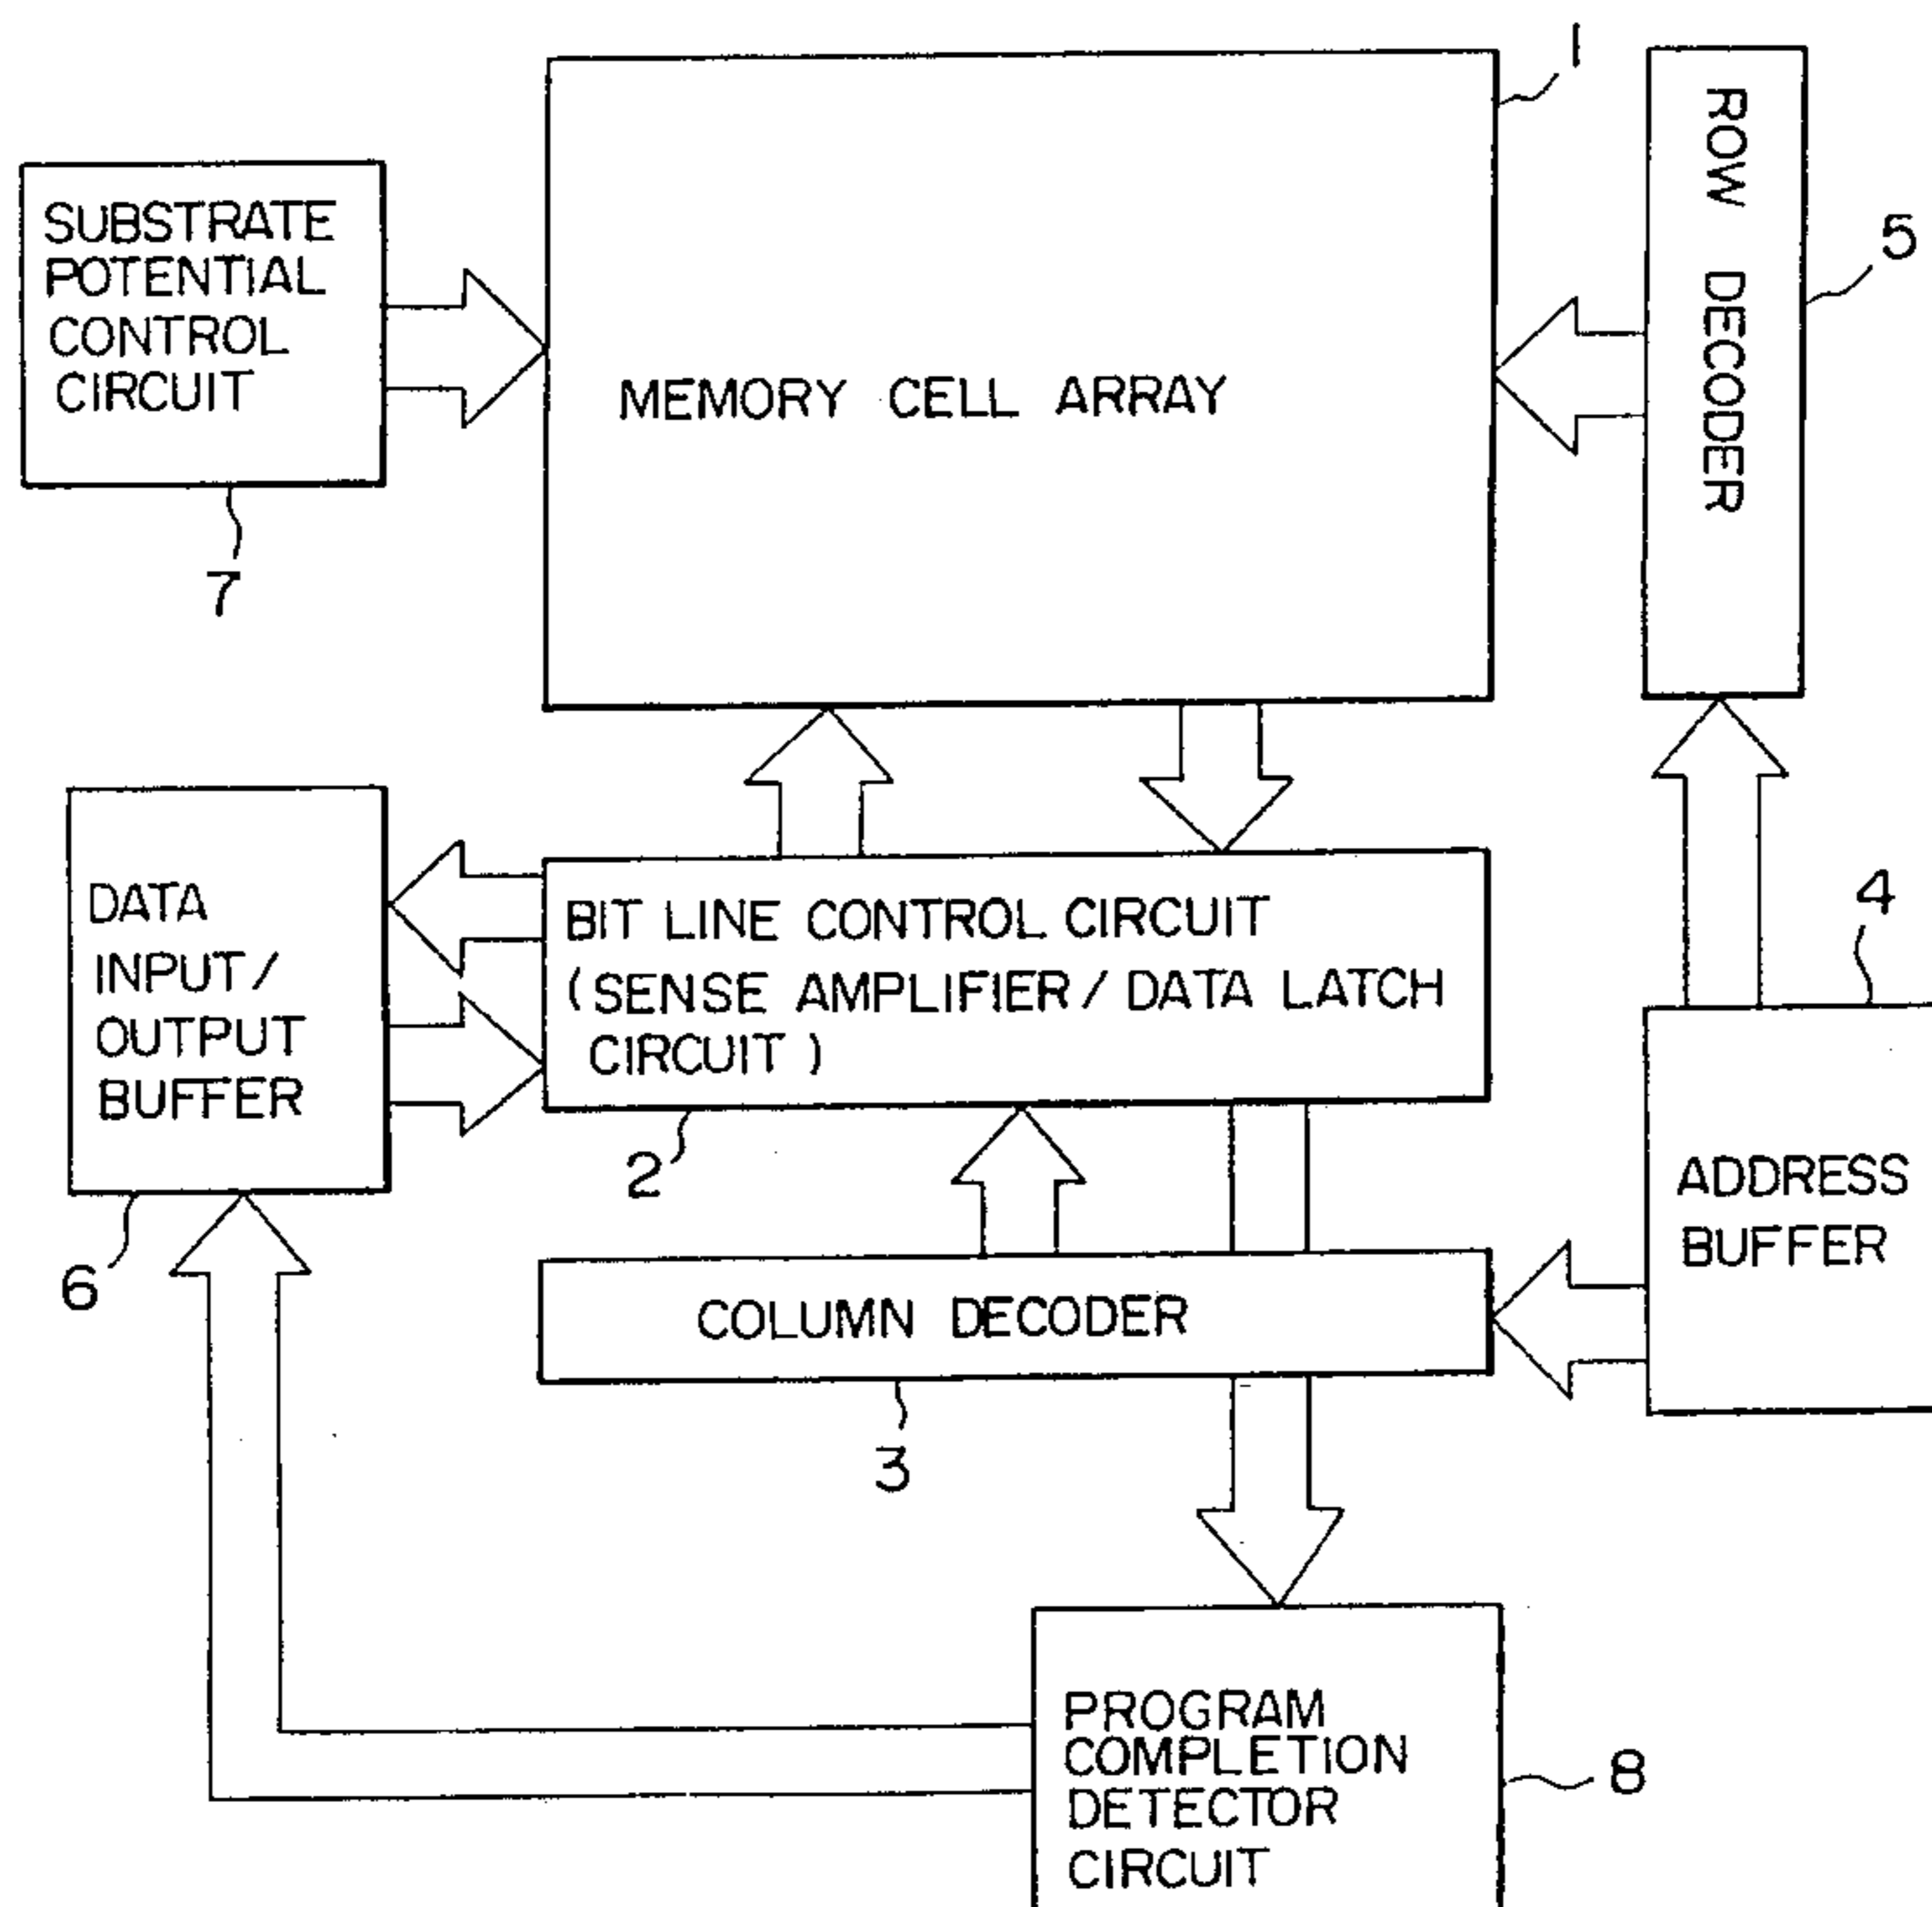 1
ROW DECODER
5
SUBSTRATE
POTENTIAL
CONTROL
CIRCUIT
7
MEMORY CELL ARRAY
DATA
INPUT/
OUTPUT
BUFFER
6
BIT LINE CONTROL CIRCUIT
(SENSE AMPLIFIER/DATA LATCH
CIRCUIT)
2
4
ADDRESS
BUFFER
COLUMN DECODER
3
PROGRAM
COMPLETION
DETECTOR
CIRCUIT
8